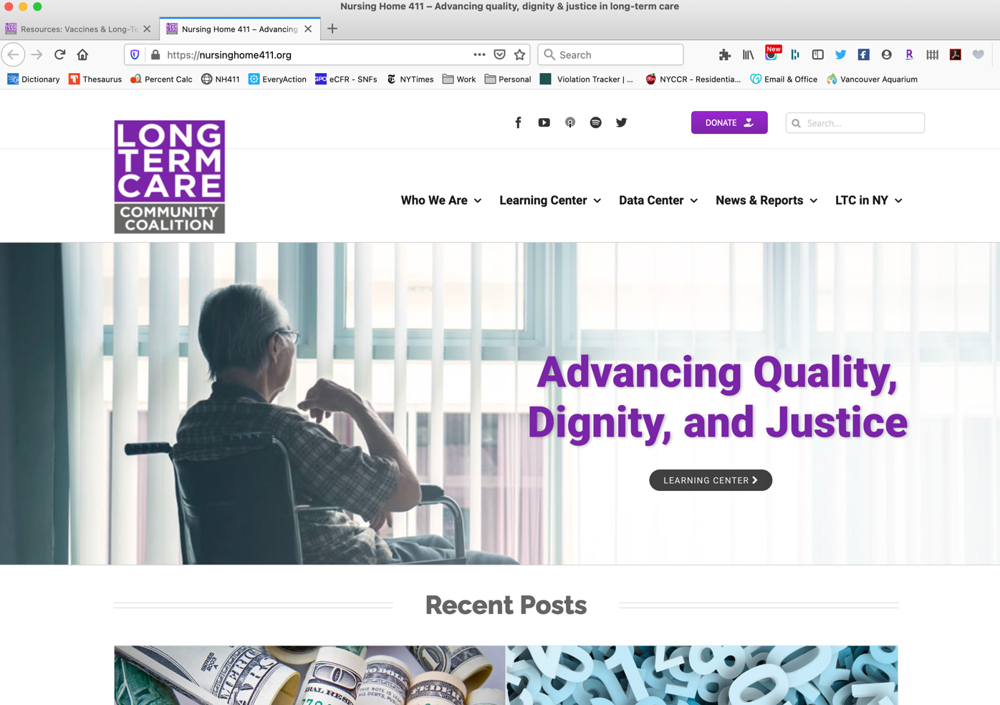 Nursing Home 411 – Advancing quality, dignity & justice in long-term care
Resources: Vaccines & Long-Te
Nursing Home 411 – Advancing
https://nursinghome411.org
Search
New
Dictionary
Thesaurus
Percent Calc
NH411
EveryAction
GPO
eCFR - SNFs
NYTimes
Work
Personal
Violation Tracker | ...
NYCCR - Residentia...
Email & Office
Vancouver Aquarium
DONATE
Search...
LONG
TERM
CARE
COMMUNITY
COALITION
Who We Are
Learning Center
Data Center
News & Reports
LTC in NY
Advancing Quality,
Dignity, and Justice
LEARNING CENTER
Recent Posts
SERIES
2003
A